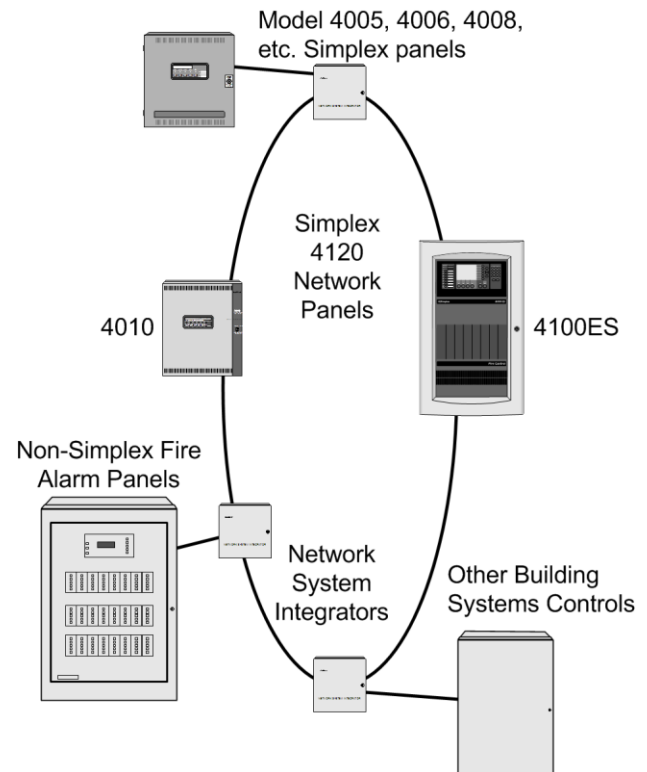 Model 4005, 4006, 4008,
etc. Simplex panels
Simplex
4120
Network
Panels
4010
4100ES
Non-Simplex Fire
Alarm Panels
Network
System
Integrators
Other Building
Systems Controls